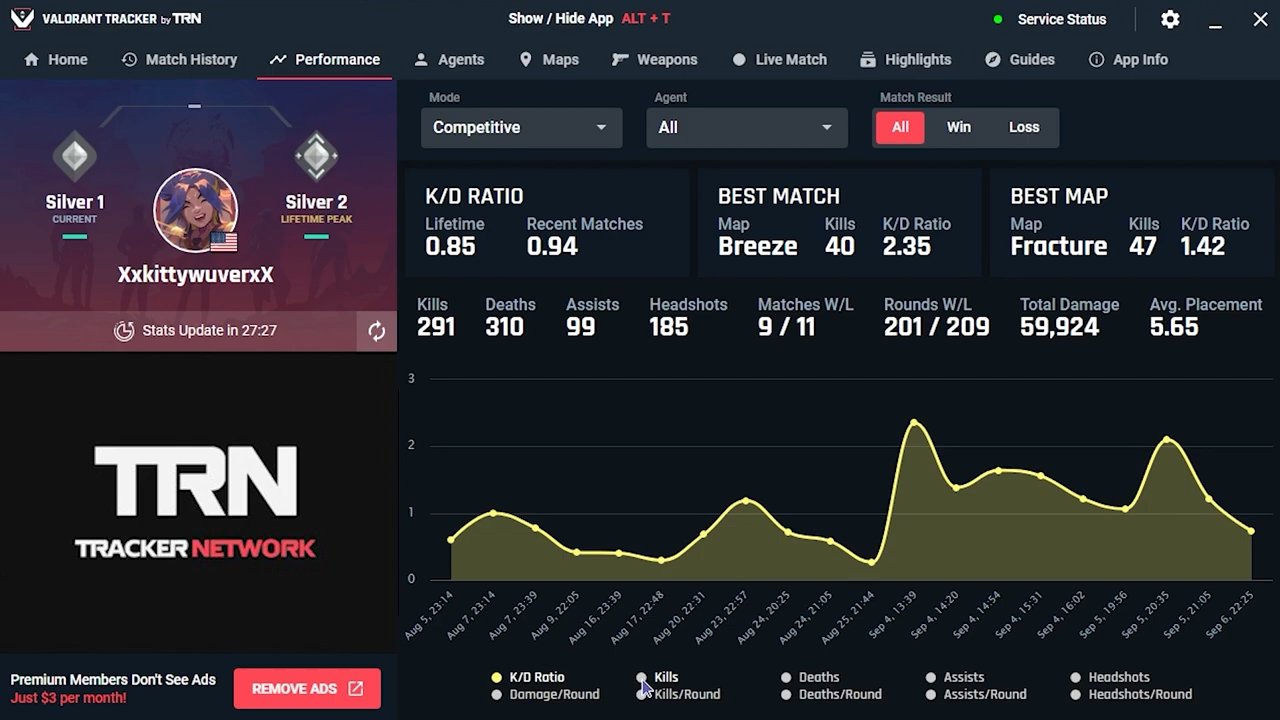 VALORANT TRACKER by TRN
Show / Hide App ALT + T
Service Status
Home
Match History
Performance
Agents
Maps
Weapons
Live Match
Highlights
Guides
App Info
Silver 1
CURRENT
Silver 2
LIFETIME PEAK
XxkittywuverxX
Stats Update in 27:27
TRN
TRACKER NETWORK
Premium Members Don't See Ads
Just $3 per month!
REMOVE ADS
Mode
Competitive
Agent
All
Match Result
All Win Loss
K/D RATIO
Lifetime Recent Matches
0.85 0.94
BEST MATCH
Map Kills K/D Ratio
Breeze 40 2.35
BEST MAP
Map Kills K/D Ratio
Fracture 47 1.42
Kills Deaths Assists Headshots Matches W/L Rounds W/L Total Damage Avg. Placement
291 310 99 185 9 / 11 201 / 209 59,924 5.65
3
2
1
0
Aug 5, 23:14
Aug 7, 23:14
Aug 7, 23:39
Aug 9, 22:05
Aug 16, 23:39
Aug 17, 22:48
Aug 20, 22:31
Aug 23, 22:57
Aug 24, 20:25
Aug 24, 21:05
Aug 25, 21:44
Sep 4, 13:39
Sep 4, 14:20
Sep 4, 14:54
Sep 4, 15:31
Sep 4, 16:02
Sep 5, 19:56
Sep 5, 20:35
Sep 5, 21:05
Sep 6, 22:25
K/D Ratio Kills Deaths Assists Headshots
Damage/Round Kills/Round Deaths/Round Assists/Round Headshots/Round